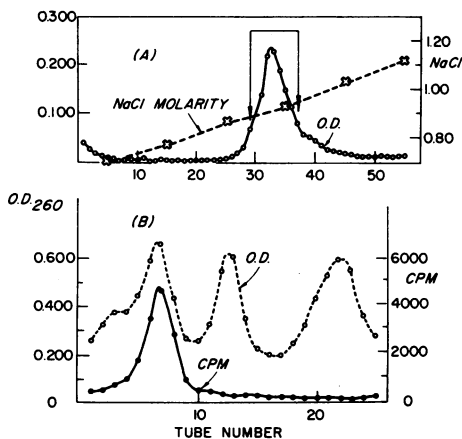 0.300
(A)
1.20
NaCl
0.200
1.00
NaCl MOLARITY
0.90
0.100
O.D.
0.80
10 20 30 40 50
O.D.260
(B)
0.600
O.D.
6000
CPM
0.400
4000
0.200
CPM
2000
0
0
10 20
TUBE NUMBER